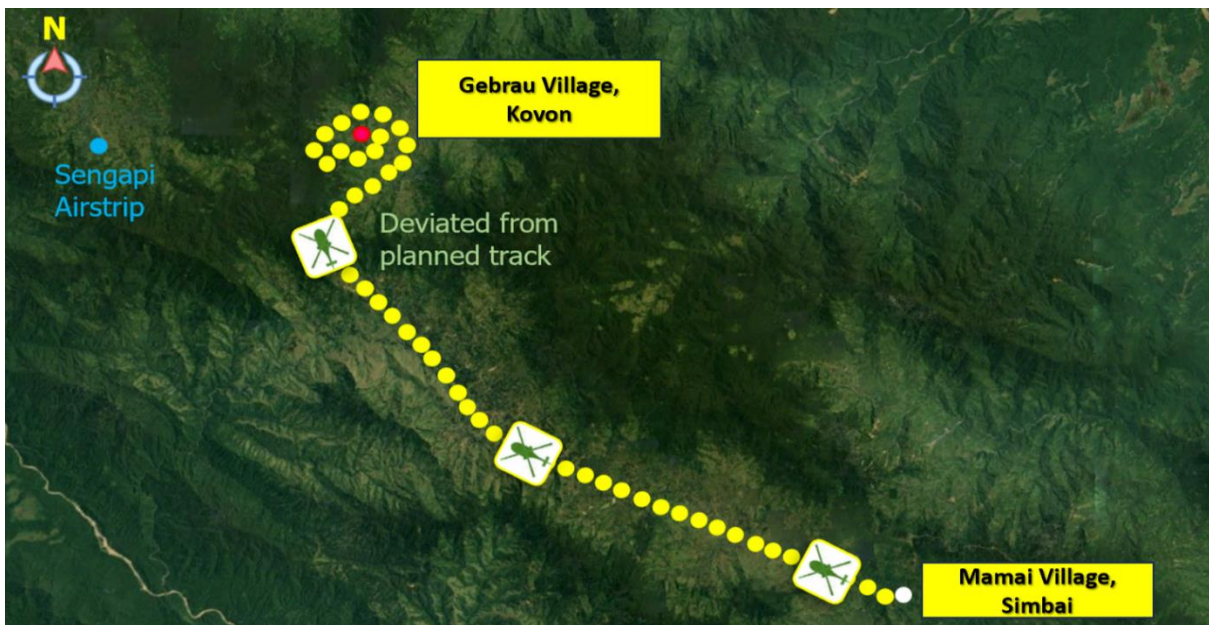 N
Gebrau Village,
Kovon
Sengapi
Airstrip
Deviated from
planned track
Mamai Village,
Simbai